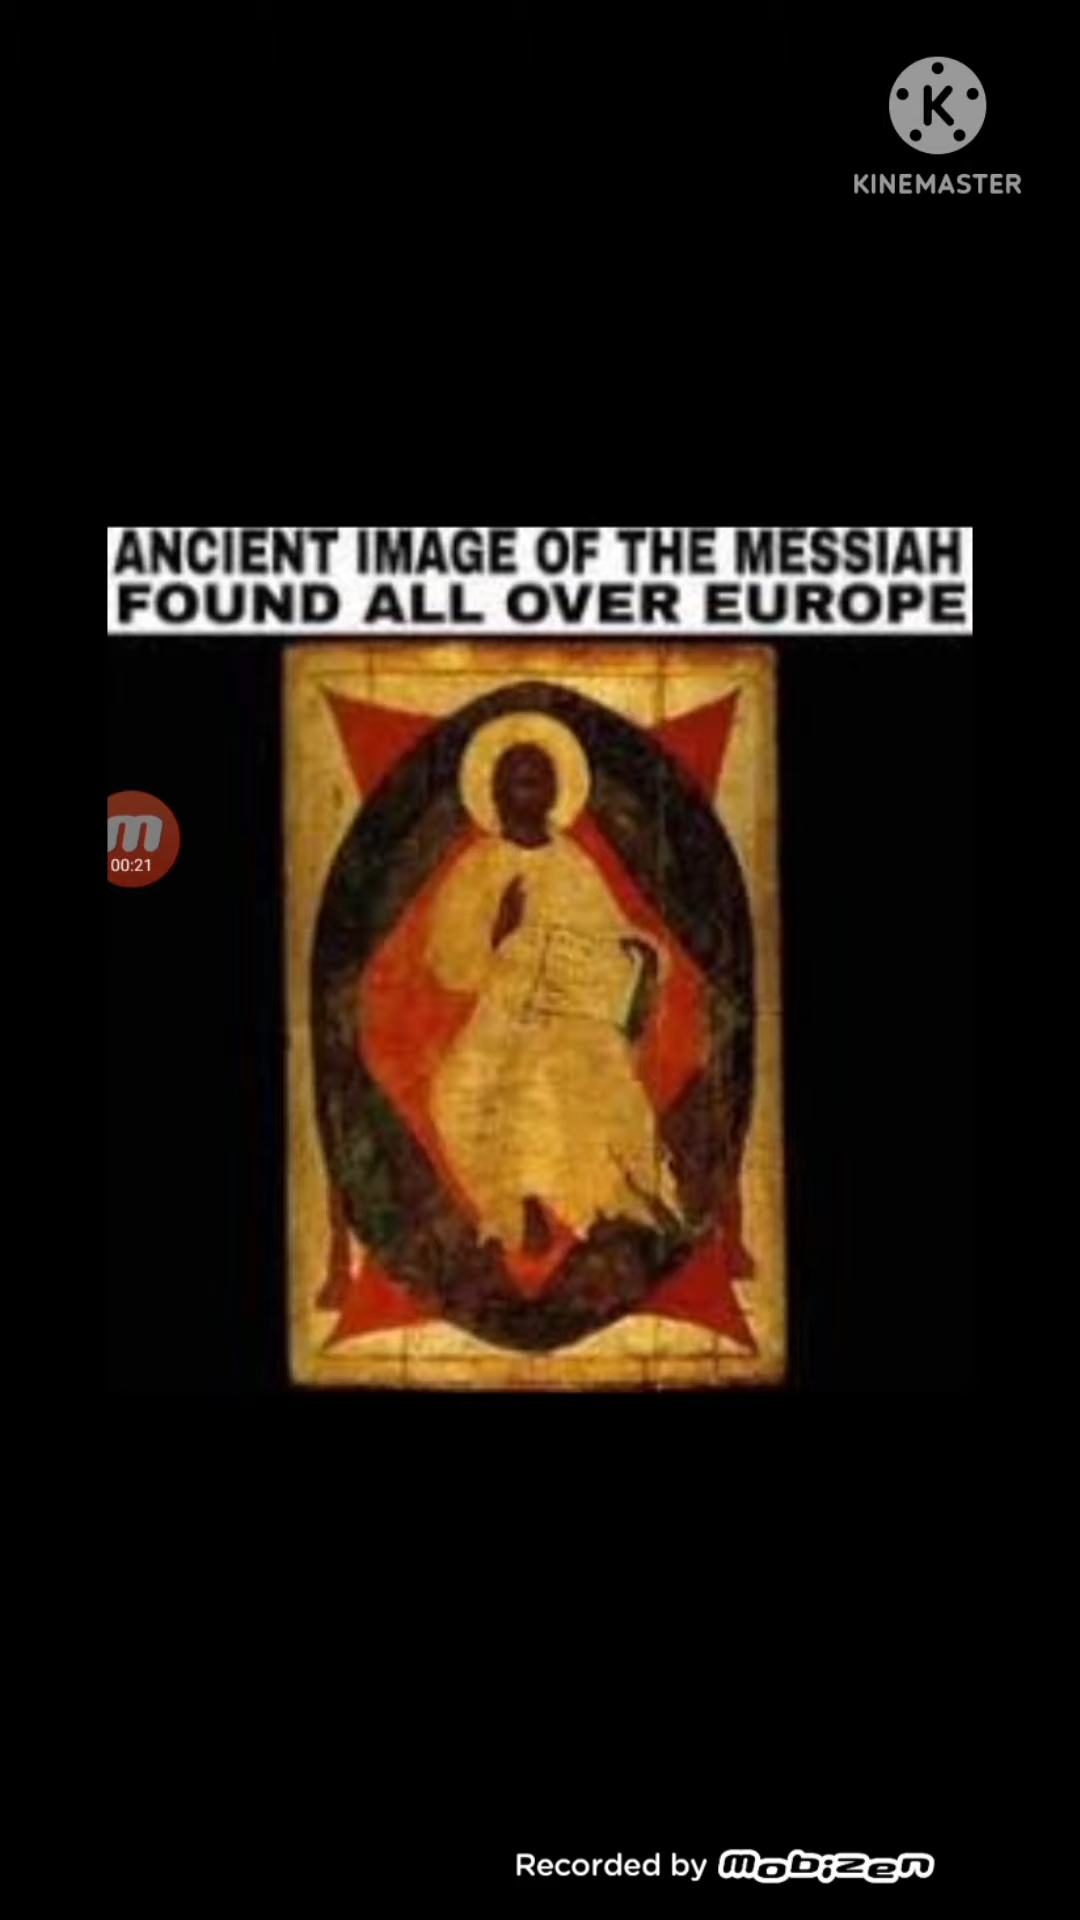 KINEMASTER
ANCIENT IMAGE OF THE MESSIAH
FOUND ALL OVER EUROPE
00:21
Recorded by mobizen